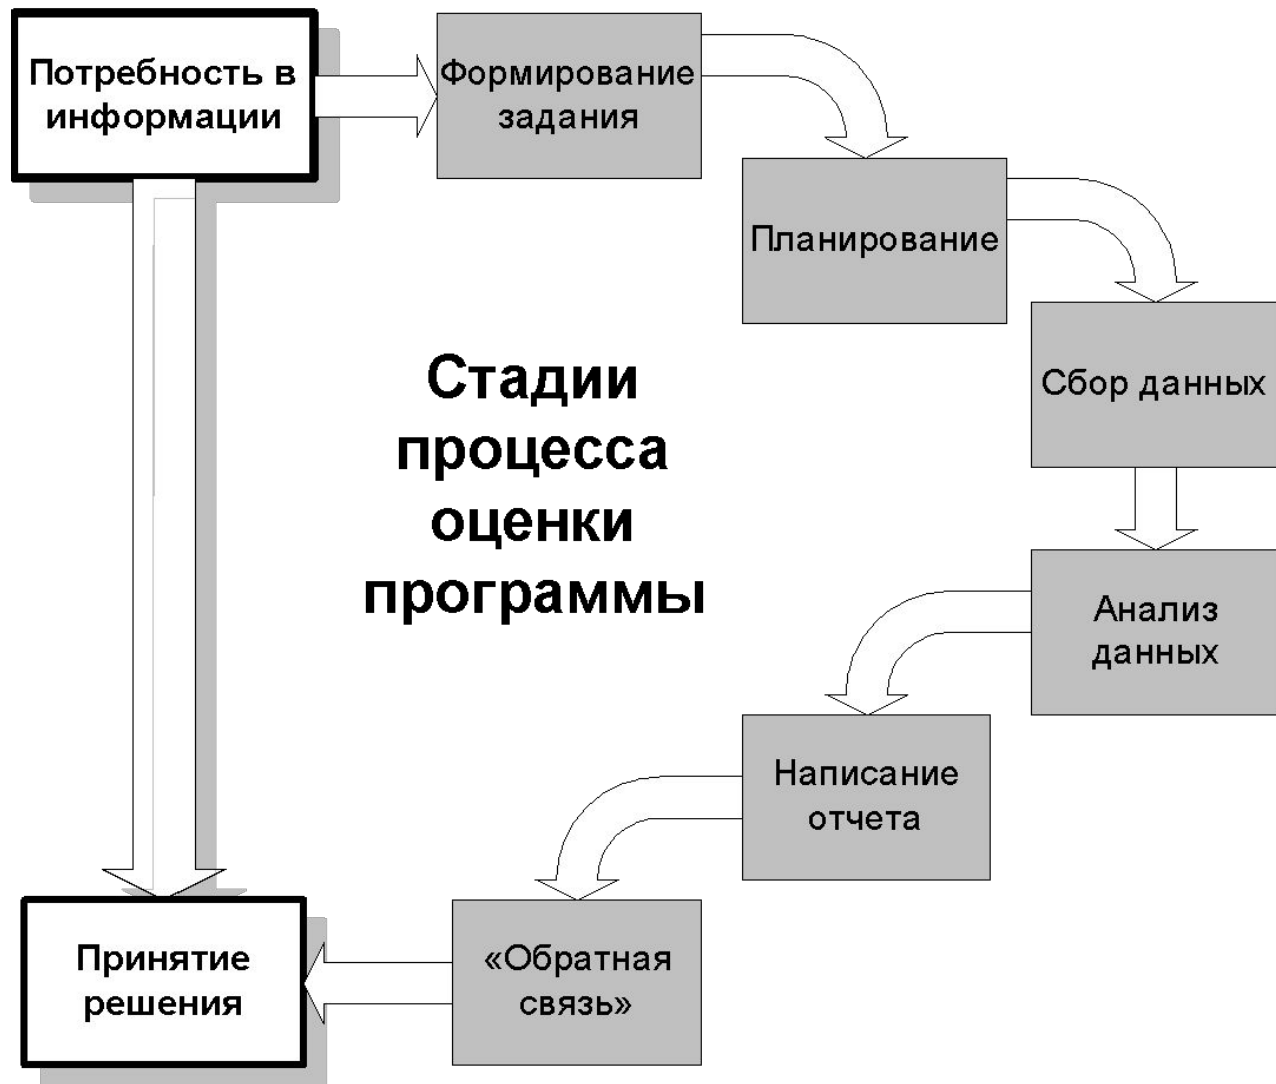 Потребность в
информации
Формирование
задания
Планирование
Сбор данных
Стадии
процесса
оценки
программы
Анализ
данных
Написание
отчета
«Обратная
связь»
Принятие
решения